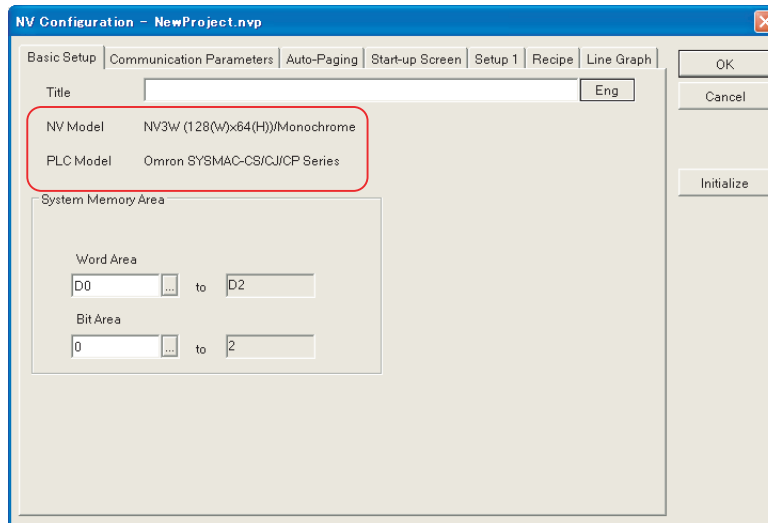 NV Configuration - NewProject.nvp
Basic Setup Communication Parameters Auto-Paging Start-up Screen Setup 1 Recipe Line Graph
OK
Title Eng
Cancel
NV Model NV3W (128(W)x64(H))/Monochrome
PLC Model Omron SYSMAC-CS/CJ/CP Series
Initialize
System Memory Area
Word Area
D0 ... to D2
Bit Area
0 ... to 2